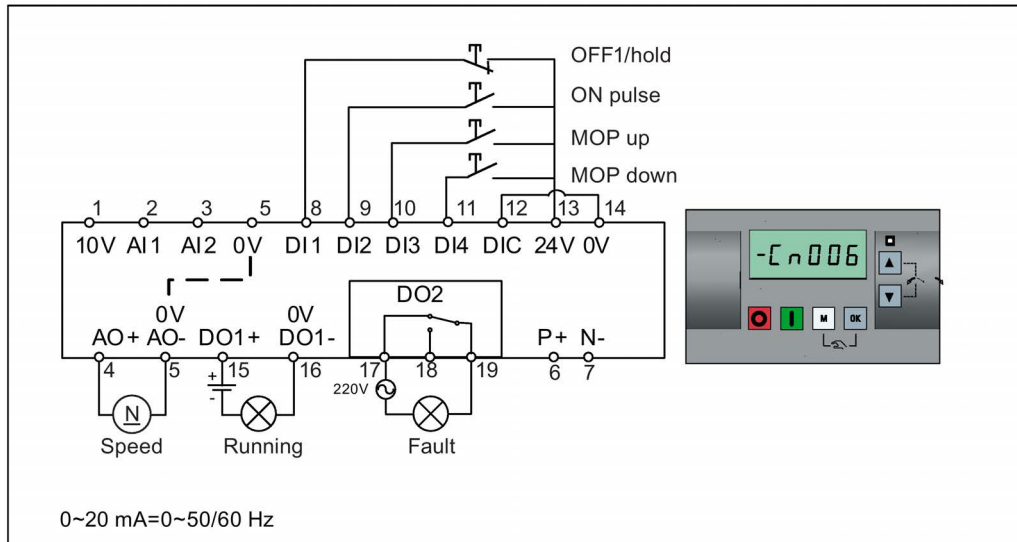 OFF1/hold
ON pulse
MOP up
MOP down
1 2 3 5 8 9 10 11 12 13 14
10V AI1 AI2 0V DI1 DI2 DI3 DI4 DIC 24V 0V
-Cn006
DO2
0V 0V
AO+ AO- DO1+ DO1- P+ N-
M OK
4 5 + - 15 16 17 18 19 6 7
220V
N
Speed Running Fault
0~20 mA=0~50/60 Hz